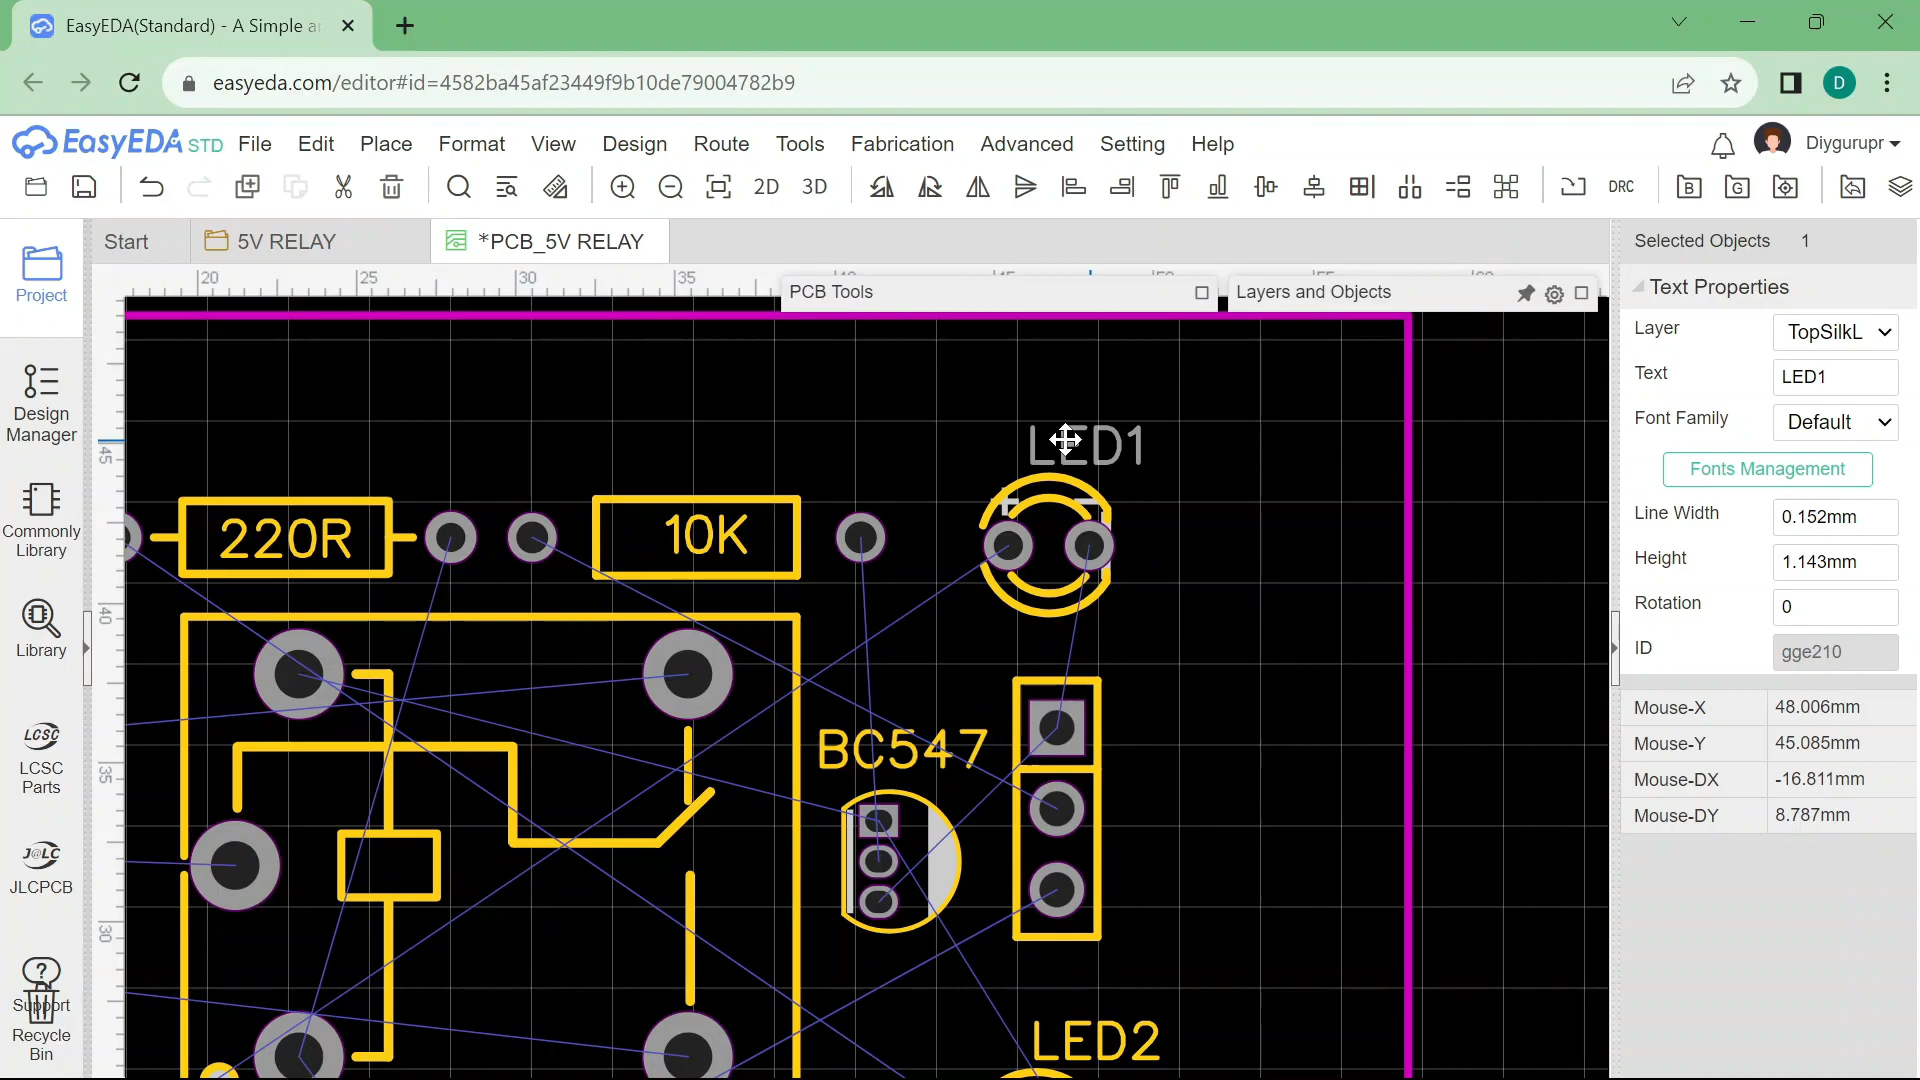 EasyEDA(Standard) - A Simple a
easyeda.com/editor#id=4582ba45af23449f9b10de79004782b9
D
EasyEDA STD File Edit Place Format View Design Route Tools Fabrication Advanced Setting Help Diygurupr
2D 3D DRC B G
Start 5V RELAY *PCB_5V RELAY
Selected Objects 1
20 25 30 35
PCB Tools
Layers and Objects
Text Properties
Layer TopSilkL
Text LED1
Font Family Default
Fonts Management
Line Width 0.152mm
Height 1.143mm
Rotation 0
ID gge210
Mouse-X 48.006mm
Mouse-Y 45.085mm
Mouse-DX -16.811mm
Mouse-DY 8.787mm
Project
Design
Manager
Commonly
Library
Library
LCSC
LCSC
Parts
J@LC
JLCPCB
Support
Recycle
Bin
45
40
35
30
LED1
+ -
220R
10K
BC547
LED2